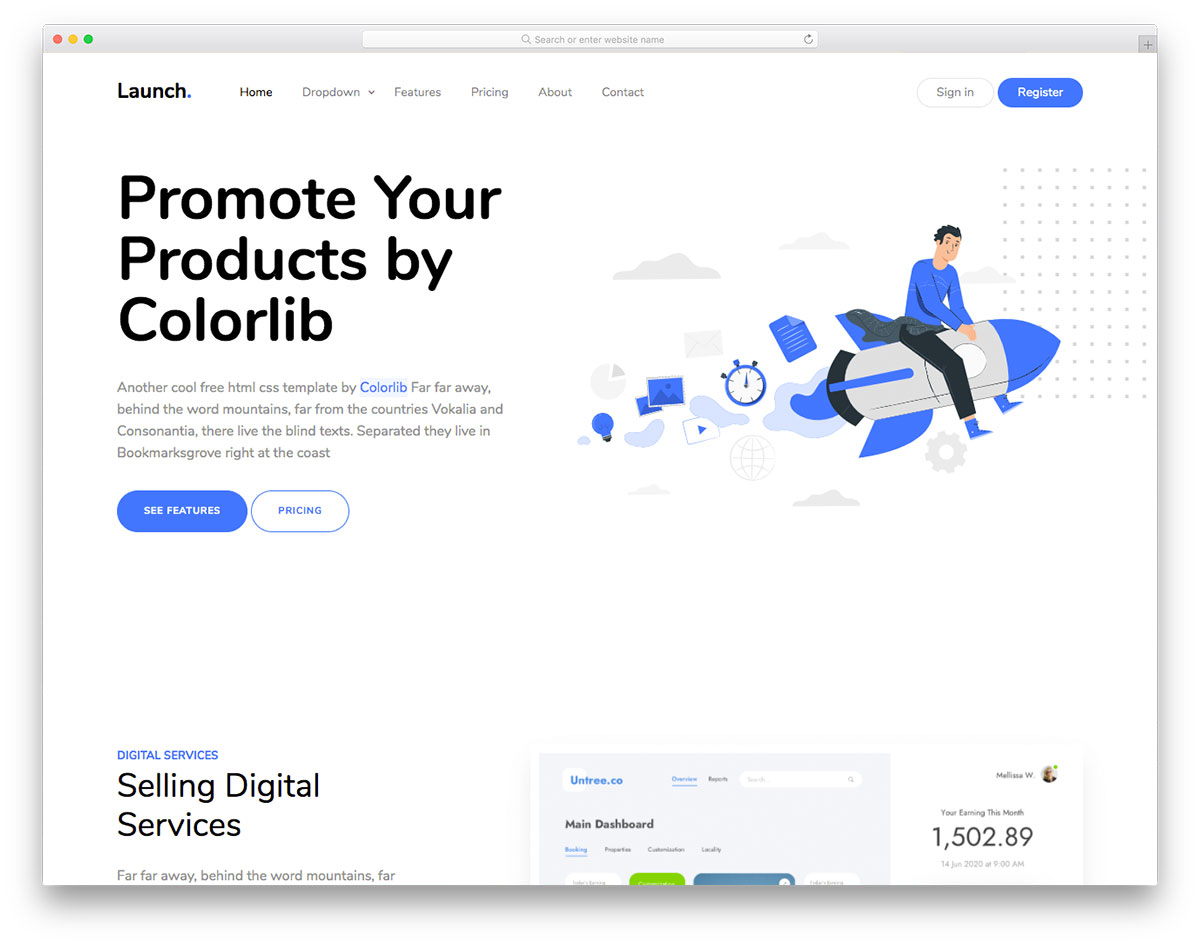 Search or enter website name
Launch.
Home Dropdown Features Pricing About Contact
Sign in Register
Promote Your
Products by
Colorlib
Another cool free html css template by Colorlib Far far away,
behind the word mountains, far from the countries Vokalia and
Consonantia, there live the blind texts. Separated they live in
Bookmarksgrove right at the coast
SEE FEATURES PRICING
DIGITAL SERVICES
Selling Digital
Services
Far far away, behind the word mountains, far
Untree.co Overview Reports Search...
Main Dashboard
Booking Properties Customization Locality
Mellissa W.
Your Earning This Month
1,502.89
14 Jun 2020 at 9:00 AM